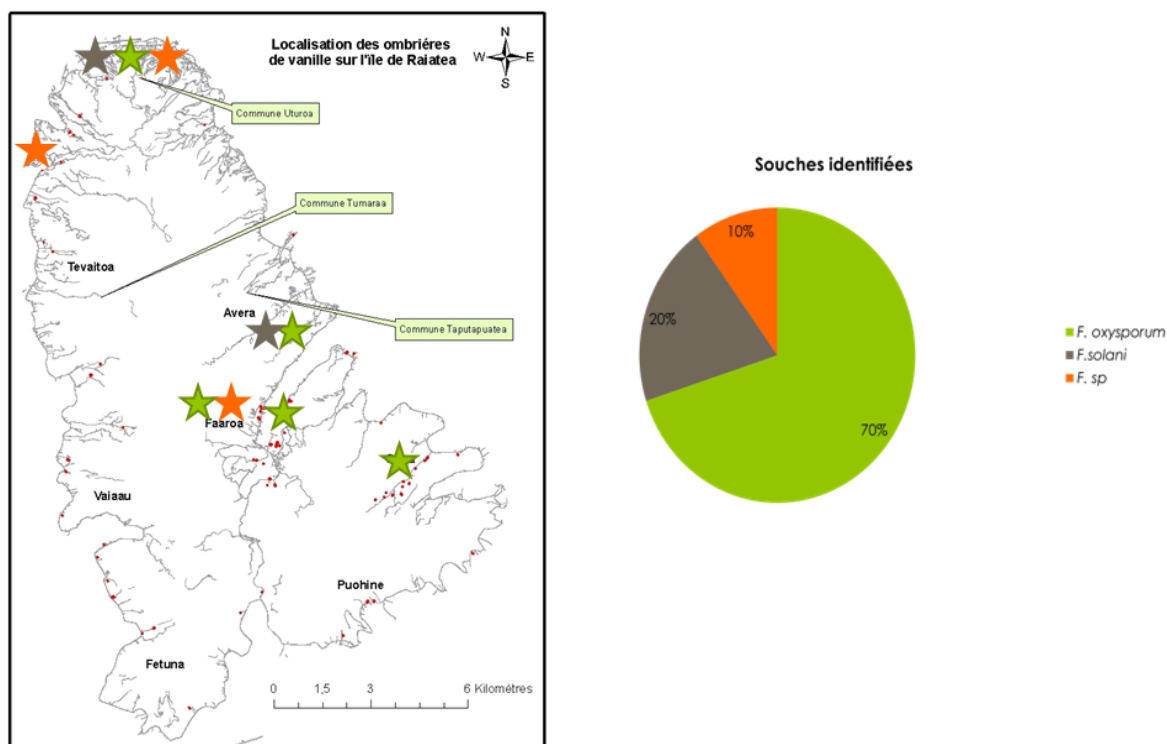 Localisation des ombriéres
de vanille sur l'île de Raiatea
N
W
E
S
Commune Uturoa
Commune Tumaraa
Tevaitoa
Avera
Commune Taputapuatea
Faaroa
Vaiaau
Puohine
Fetuna
0 1,5 3 6 Kilométres
Souches identifiées
10%
20%
70%
F. oxysporum
F.solani
F. sp